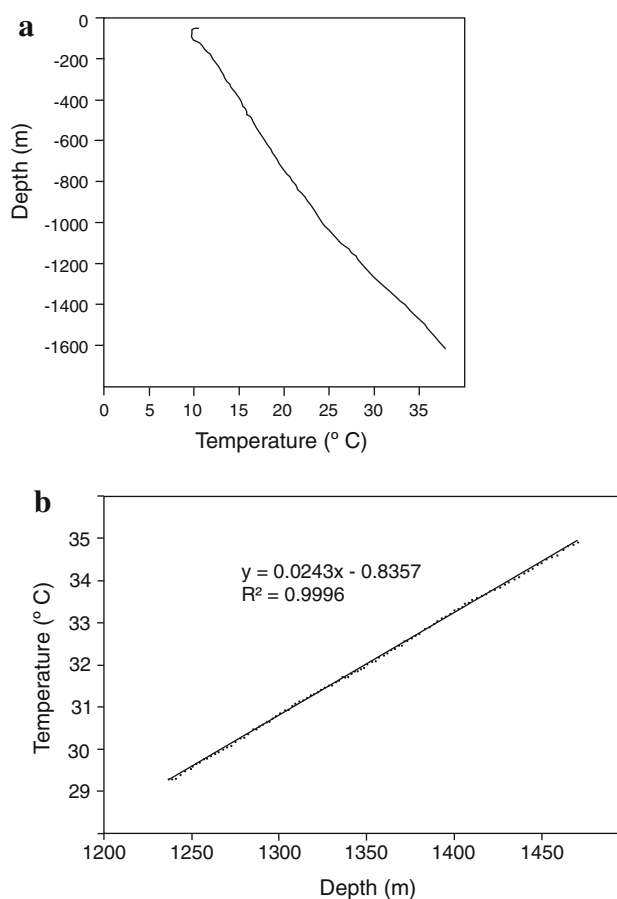 a
0
-200
-400
-600
-800
-1000
-1200
-1400
-1600
Depth (m)
0 5 10 15 20 25 30 35
Temperature (º C)
b
35
34
33
32
31
30
29
Temperature (º C)
y = 0.0243x - 0.8357
R² = 0.9996
1200 1250 1300 1350 1400 1450
Depth (m)